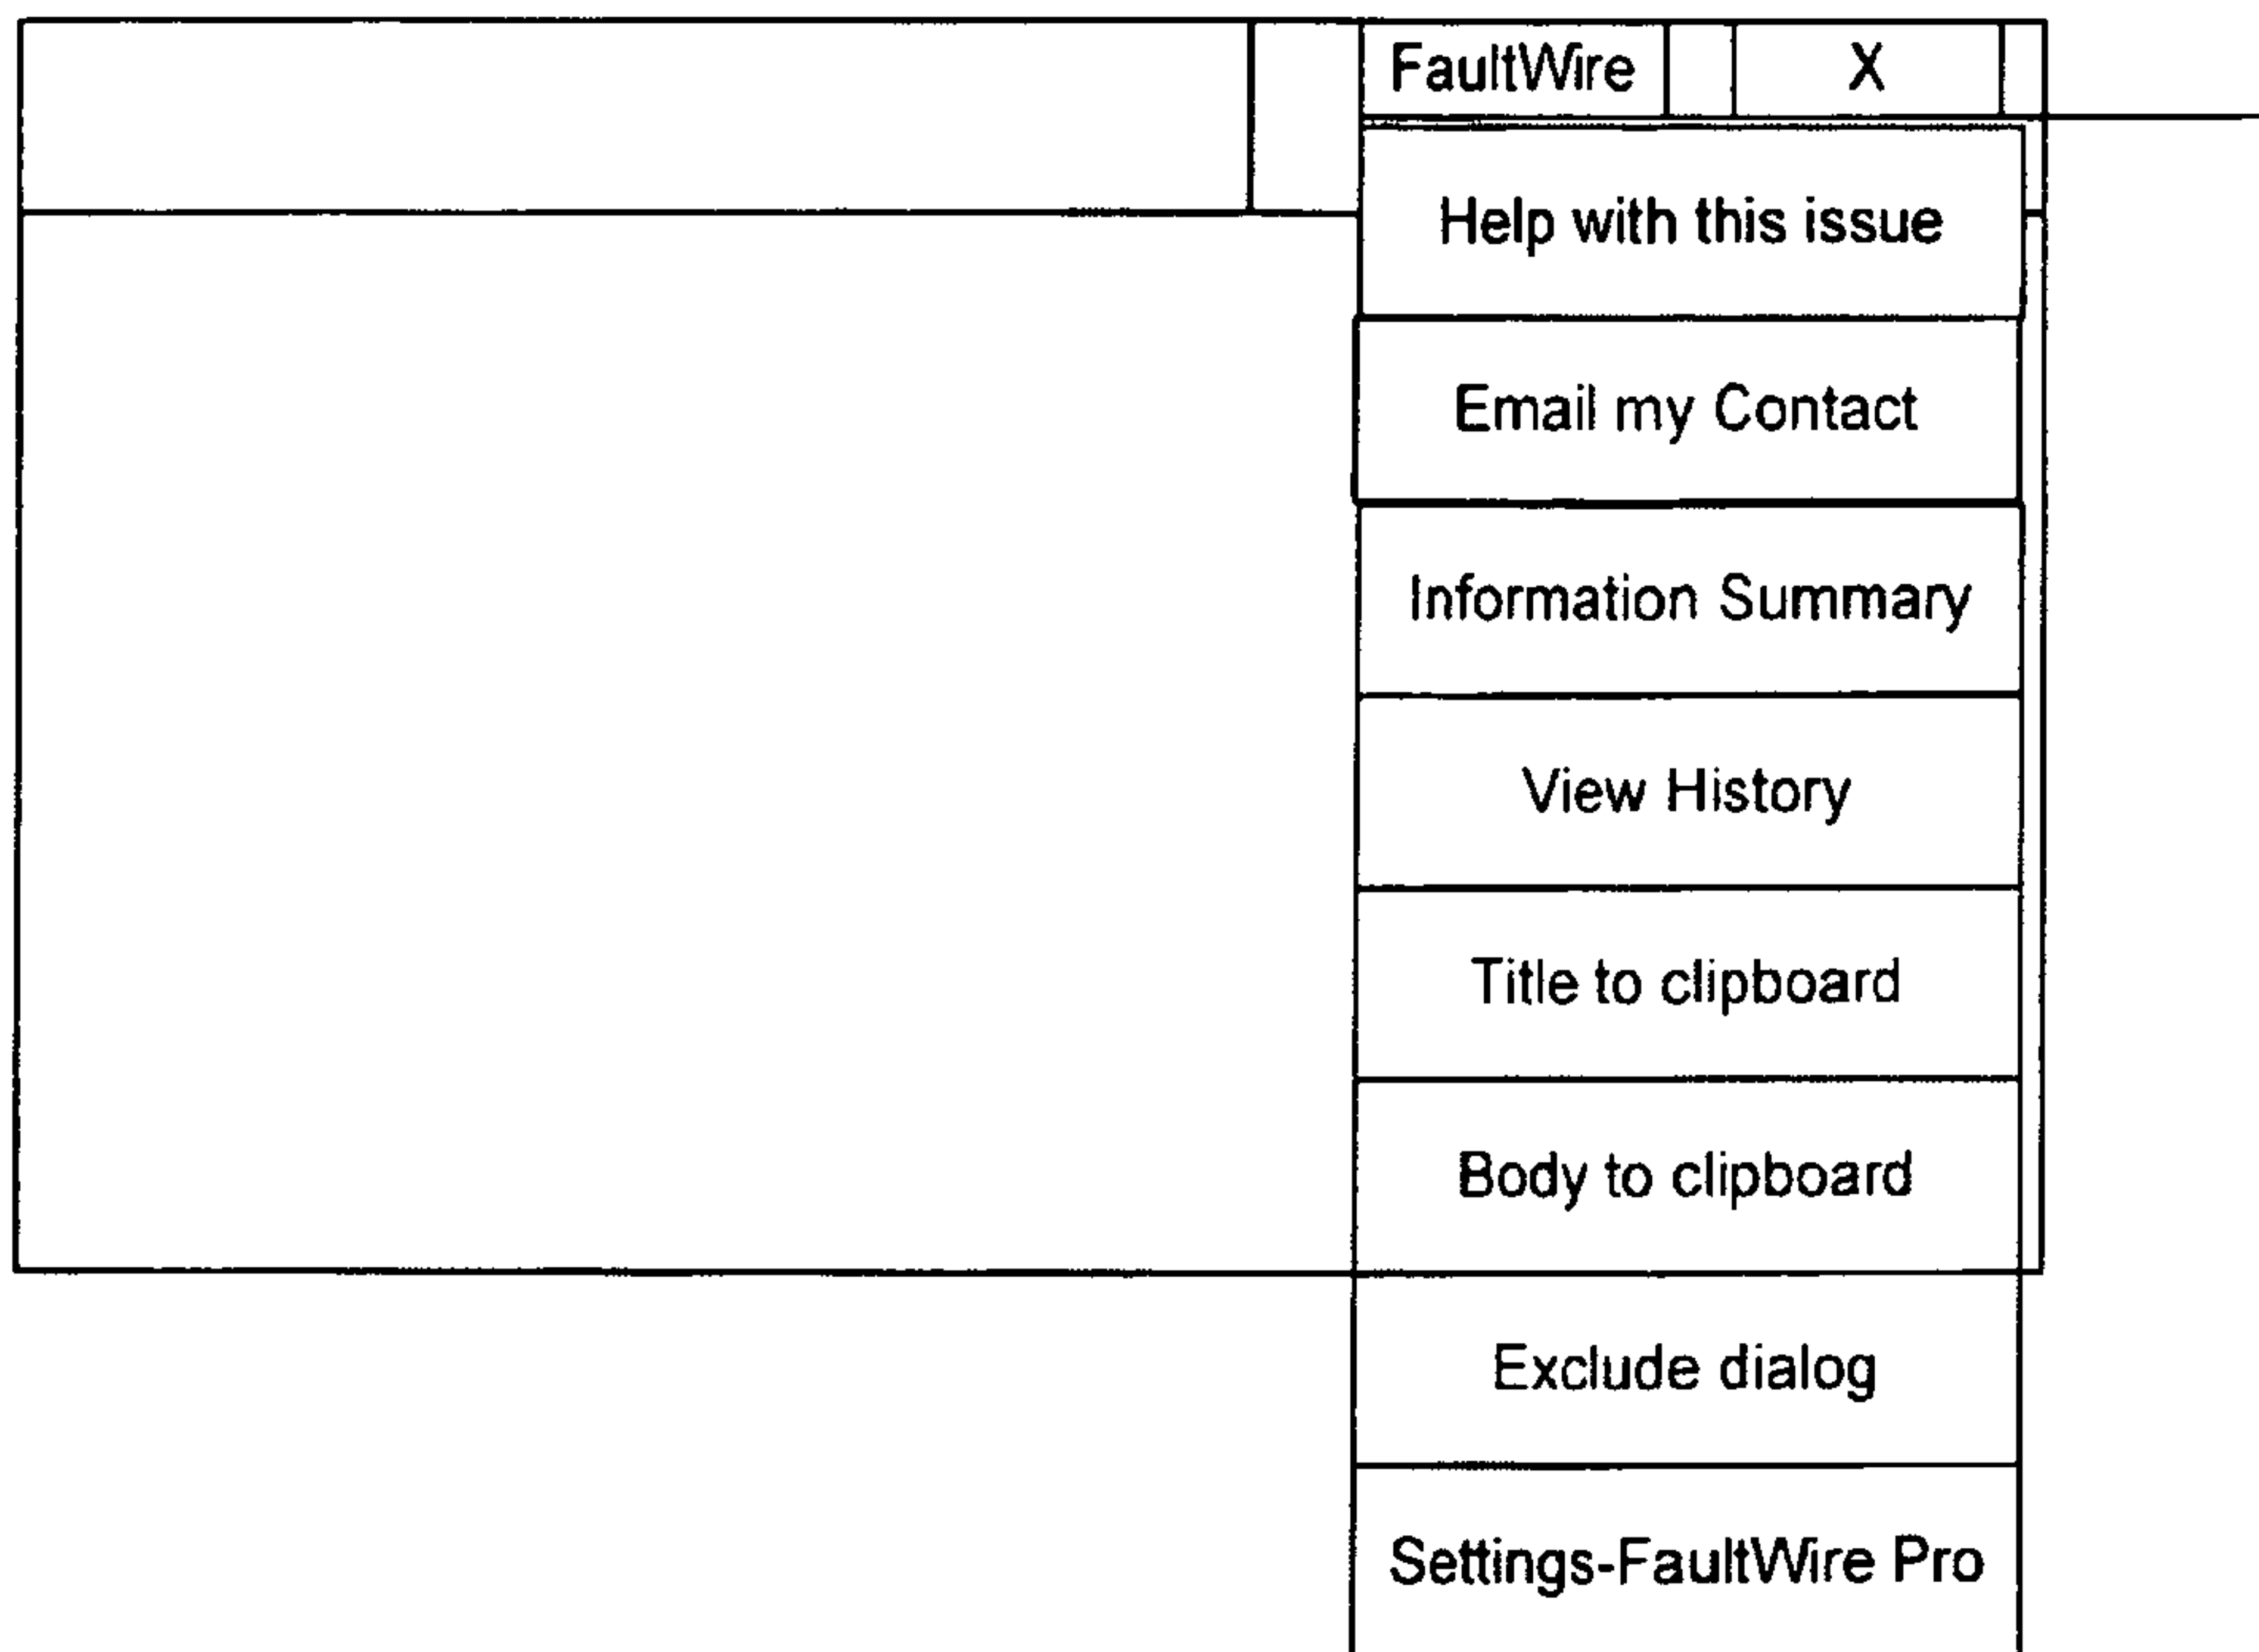 FaultWire X
Help with this issue
Email my Contact
Information Summary
View History
Title to clipboard
Body to clipboard
Exclude dialog
Settings-FaultWire Pro